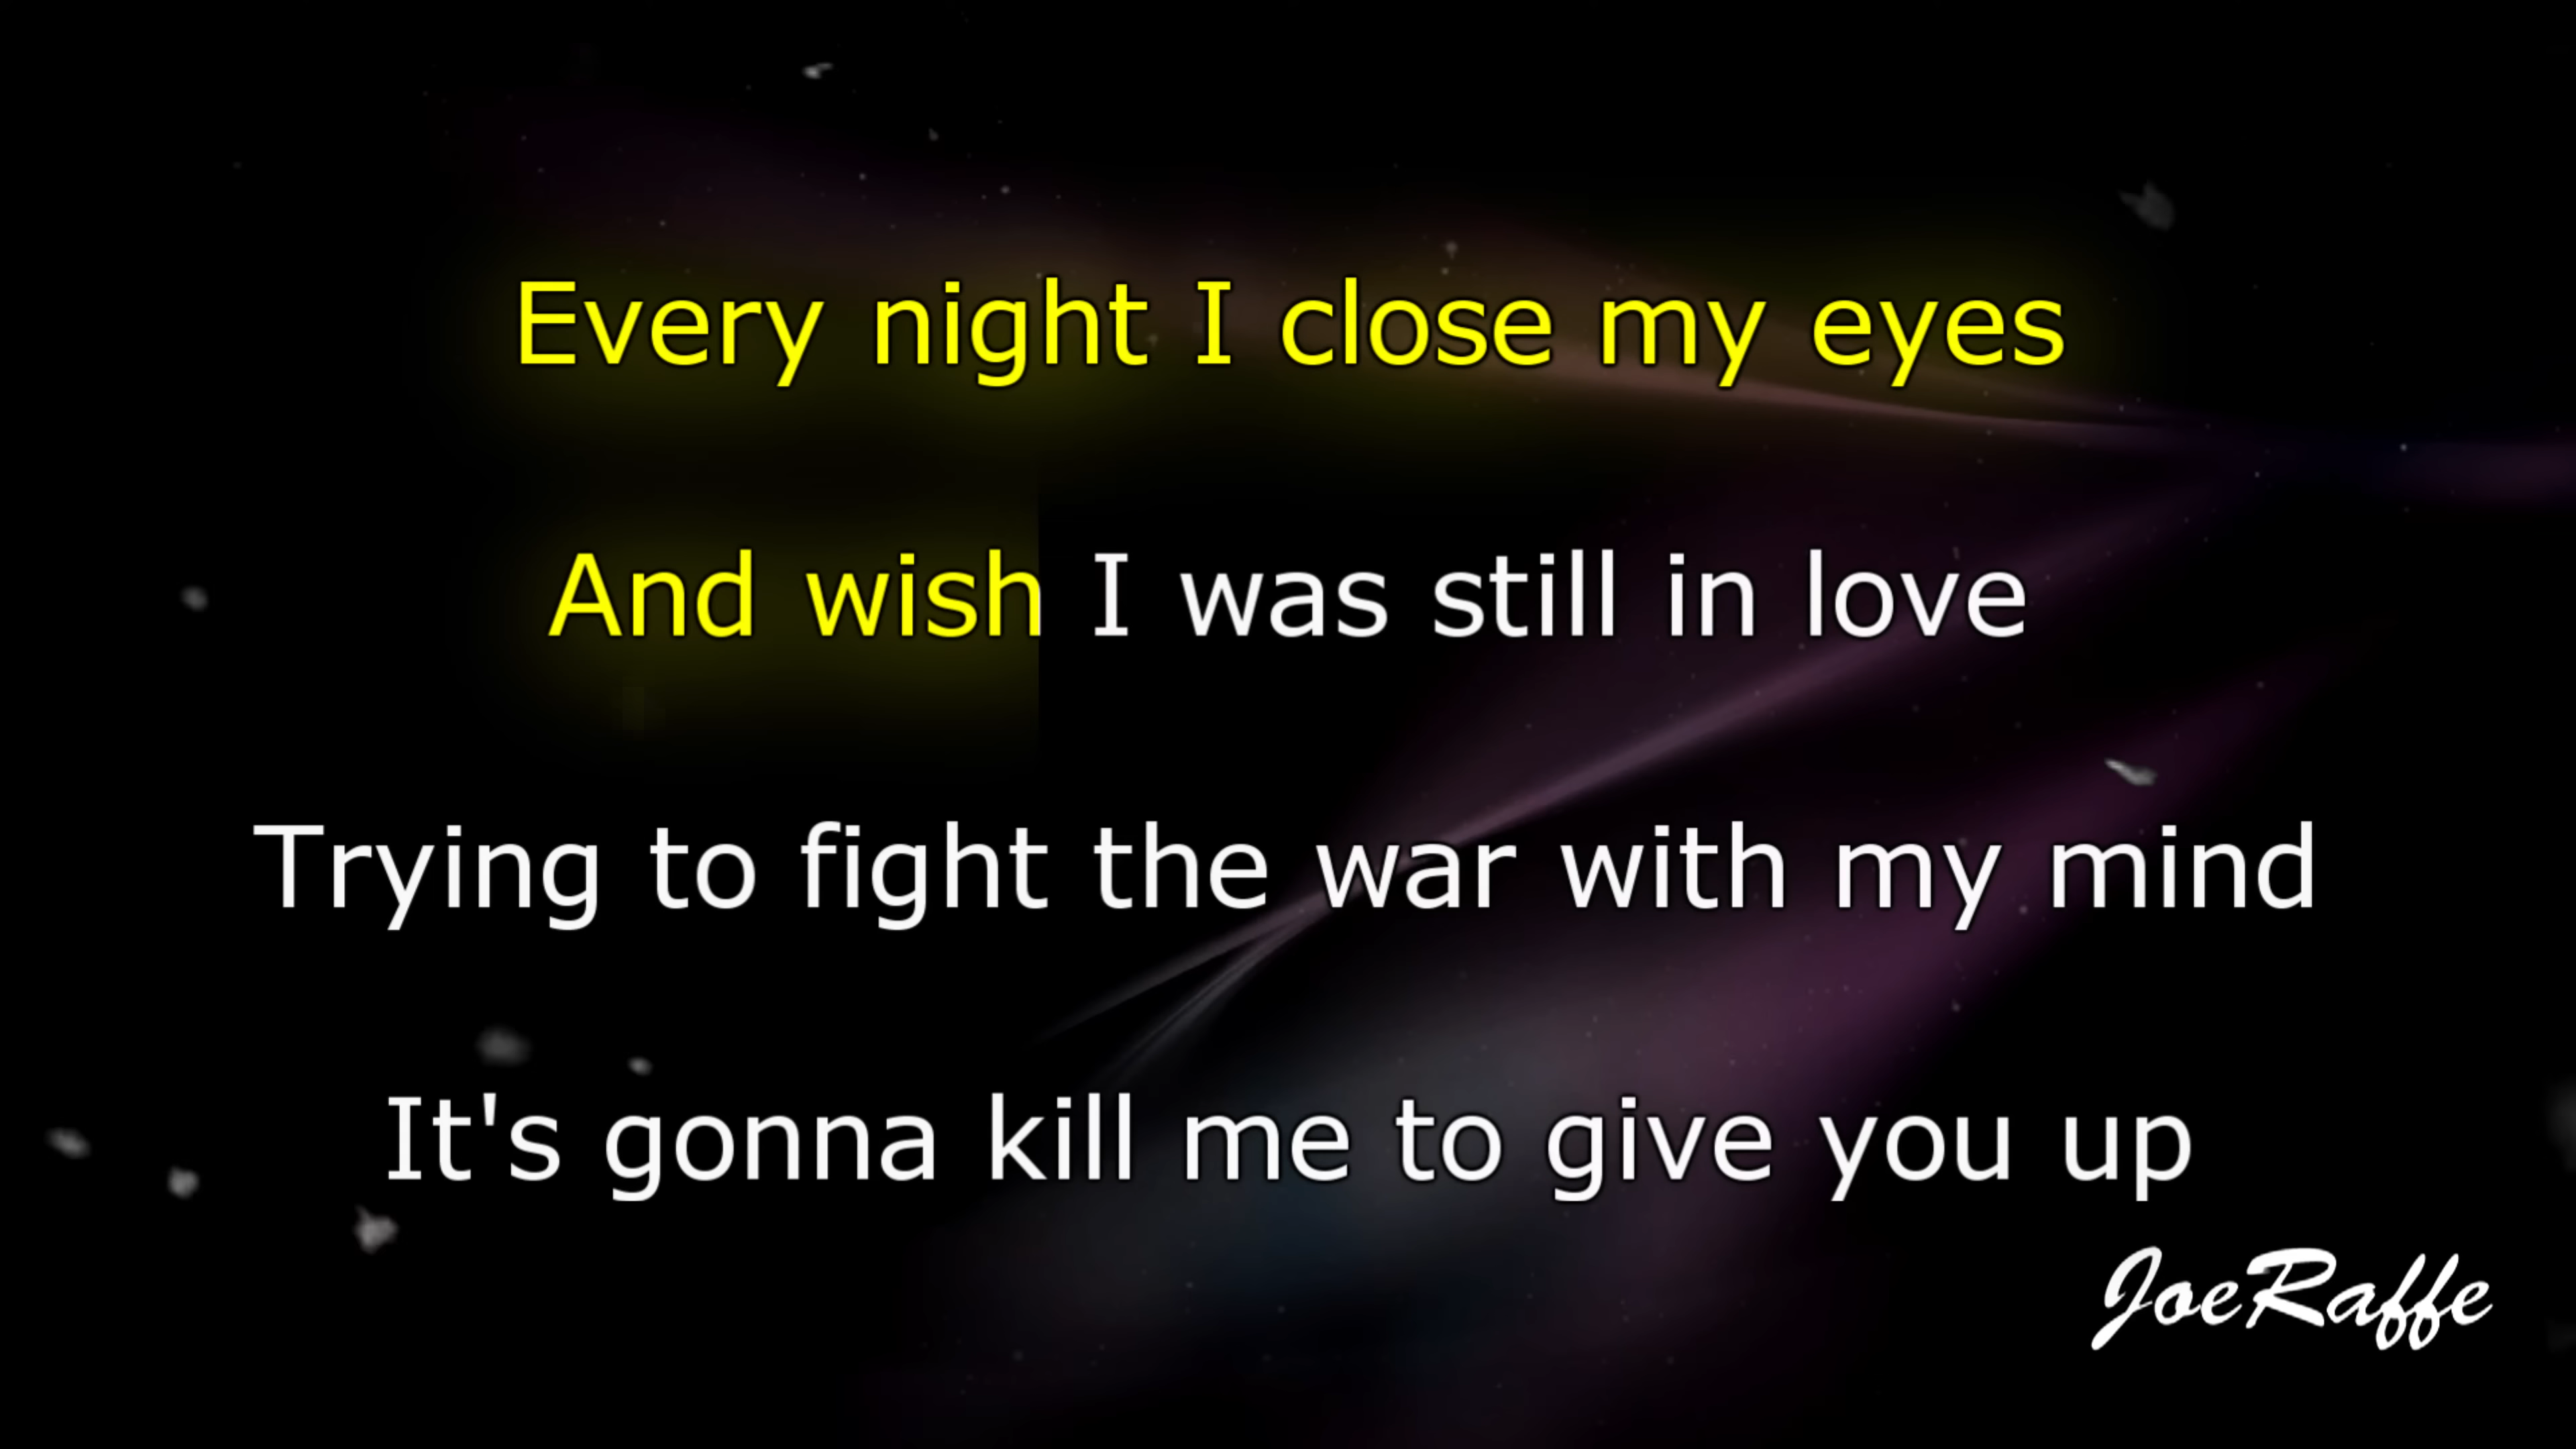 Every night I close my eyes
And wish I was still in love
Trying to fight the war with my mind
It's gonna kill me to give you up
JoeRaffe